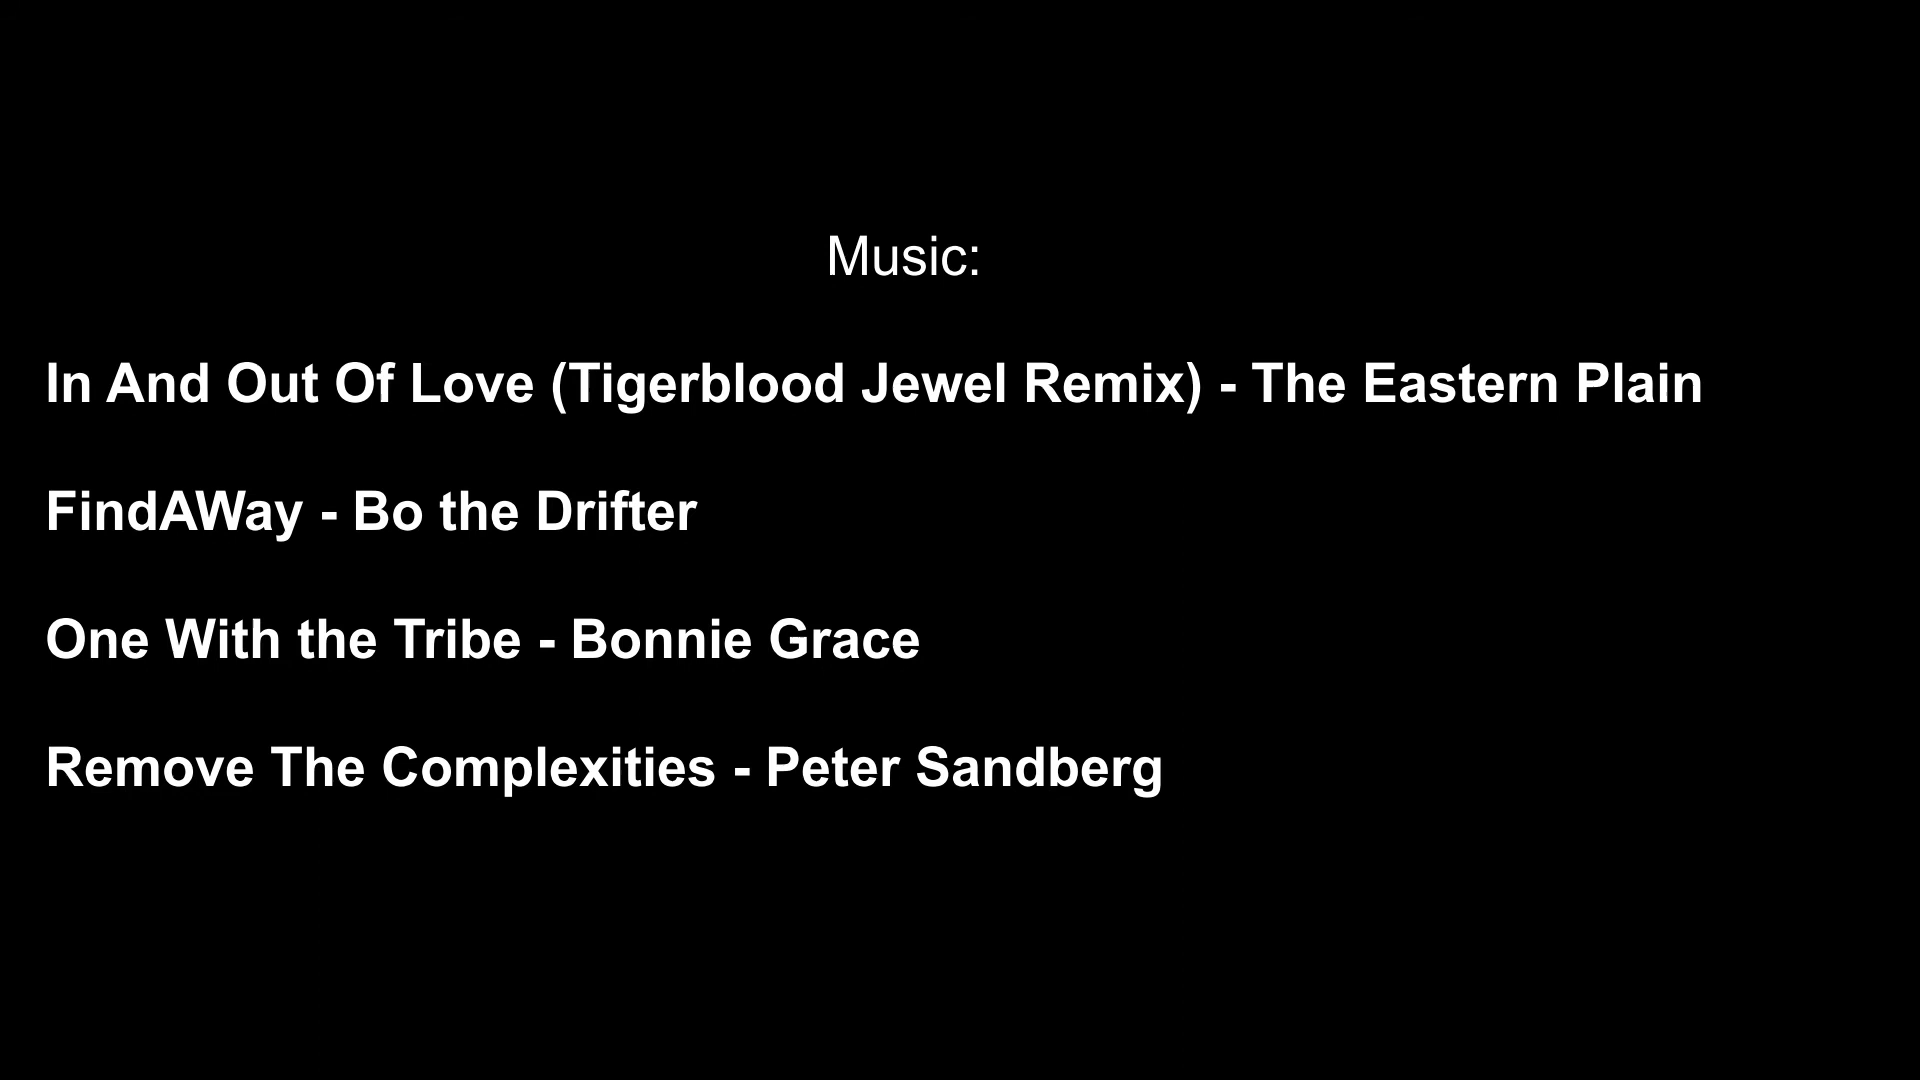 Music:
In And Out Of Love (Tigerblood Jewel Remix) - The Eastern Plain
FindAWay - Bo the Drifter
One With the Tribe - Bonnie Grace
Remove The Complexities - Peter Sandberg